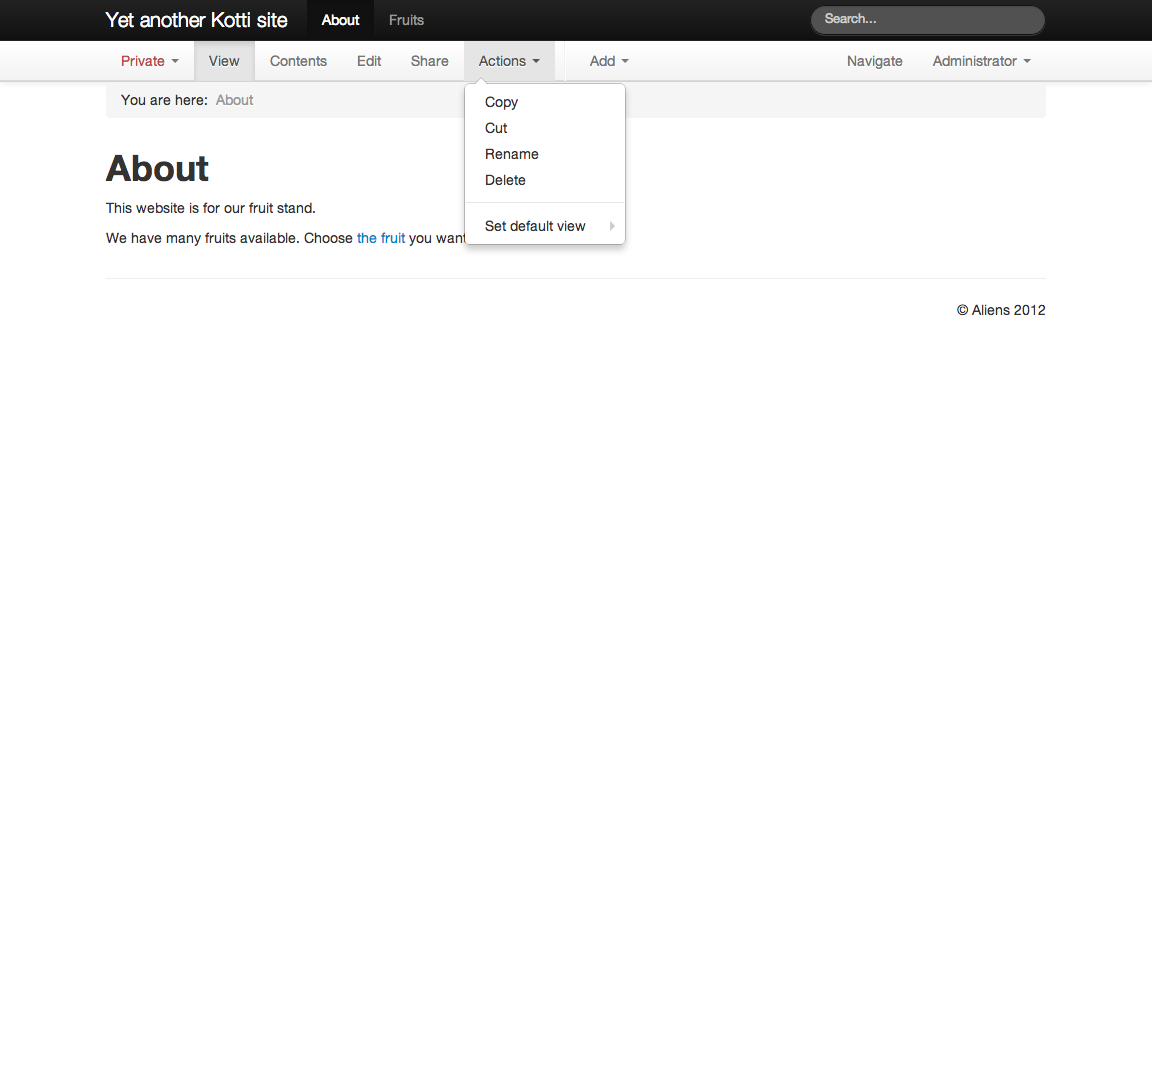 Yet another Kotti site About Fruits Search...
Private View Contents Edit Share Actions Add Navigate Administrator
You are here: About
Copy
Cut
Rename
Delete
Set default view
About
This website is for our fruit stand.
We have many fruits available. Choose the fruit you want
© Aliens 2012